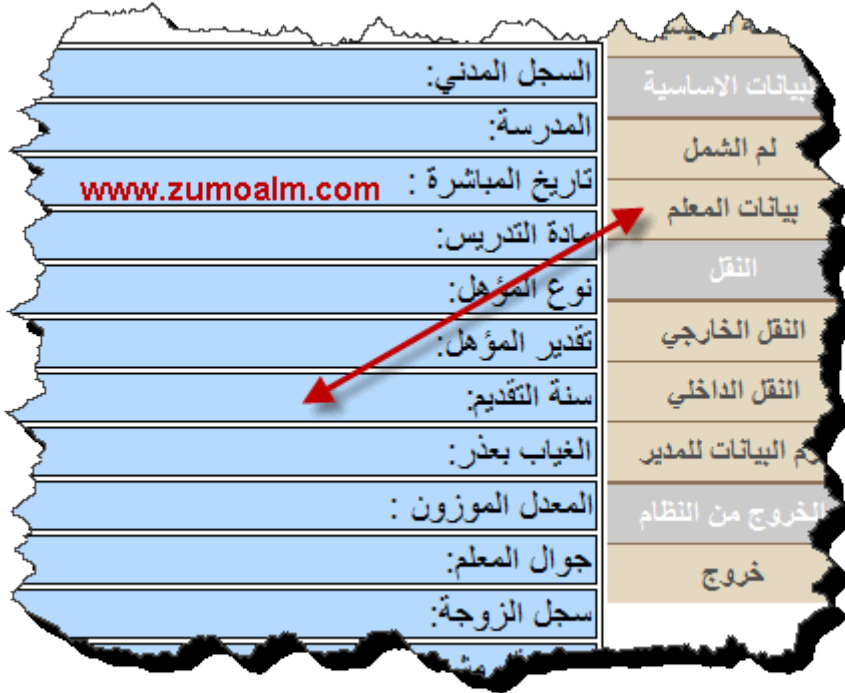 البيانات الاساسية
لم الشمل
بيانات المعلم
النقل
النقل الخارجي
النقل الداخلي
البيانات للمدير
الخروج من النظام
خروج
السجل المدني:
المدرسة:
تاريخ المباشرة :
www.zumoalm.com
مادة التدريس:
نوع المؤهل:
تقدير المؤهل:
سنة التقديم:
الغياب بعذر:
المعدل الموزون :
جوال المعلم:
سجل الزوجة: